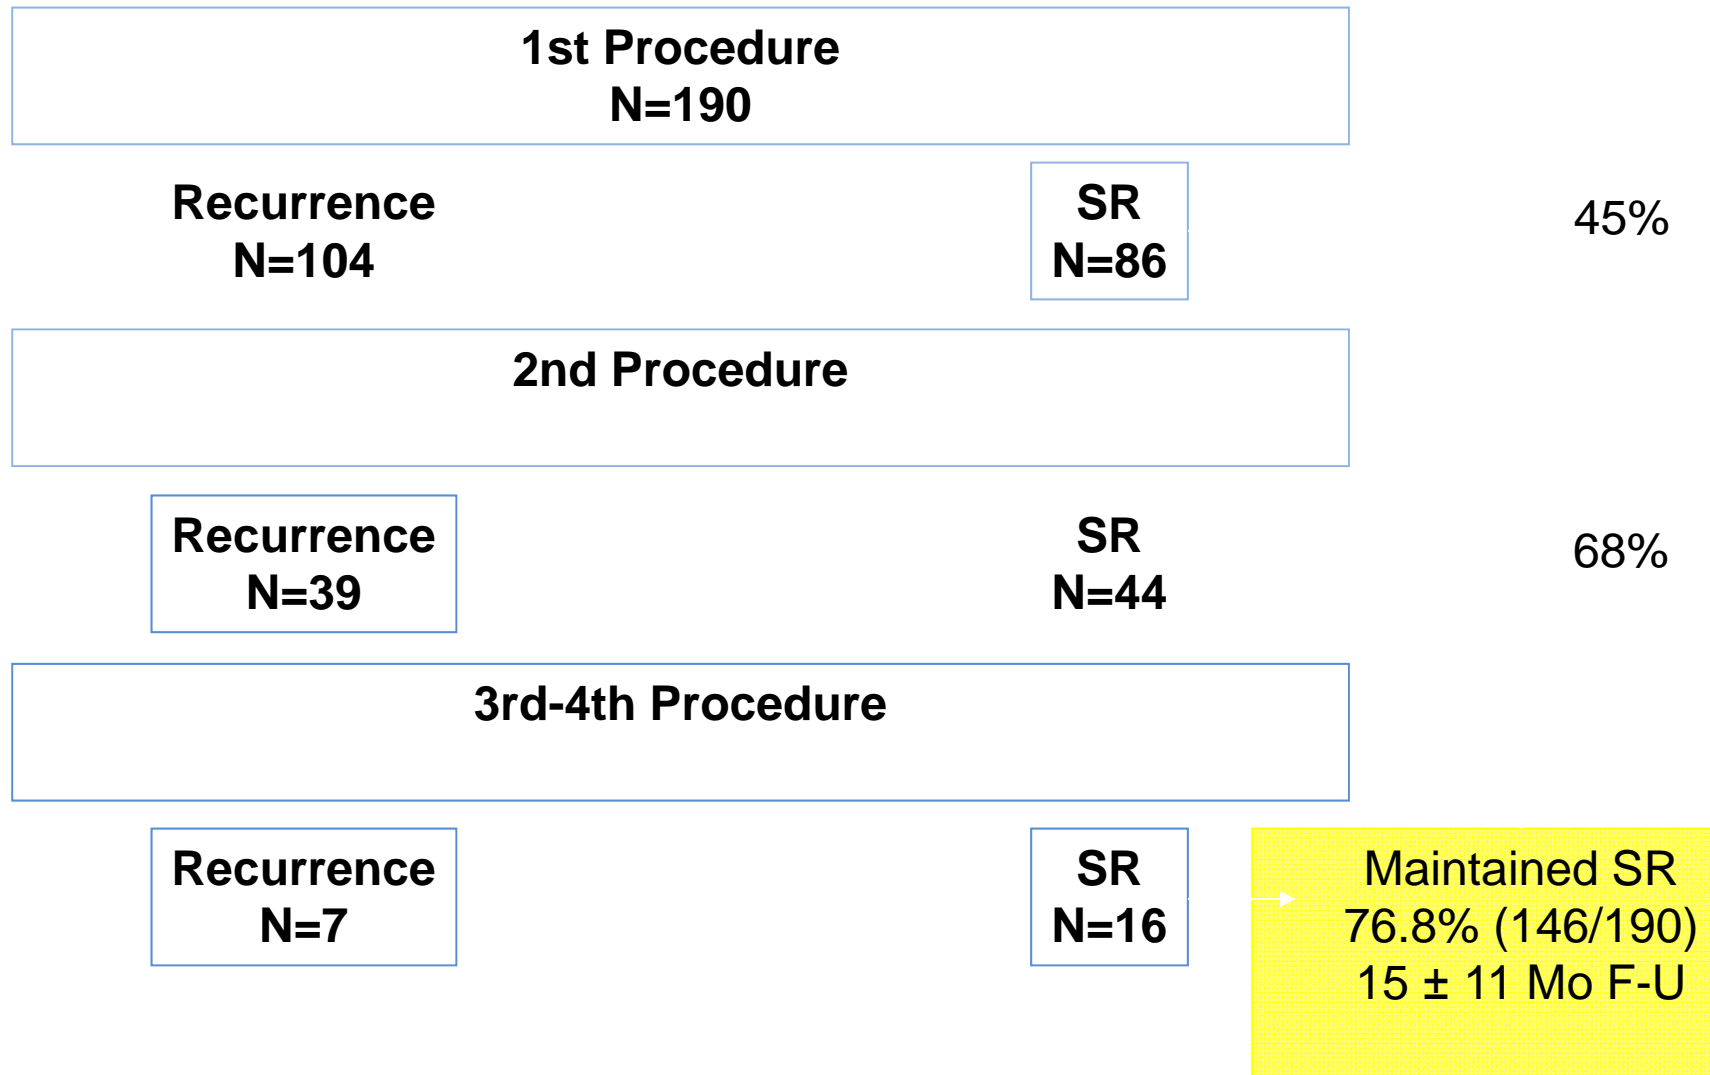 1st Procedure
N=190
Recurrence
N=104
SR
N=86
45%
2nd Procedure
Recurrence
N=39
SR
N=44
68%
3rd-4th Procedure
Recurrence
N=7
SR
N=16
Maintained SR
76.8% (146/190)
15 ± 11 Mo F-U